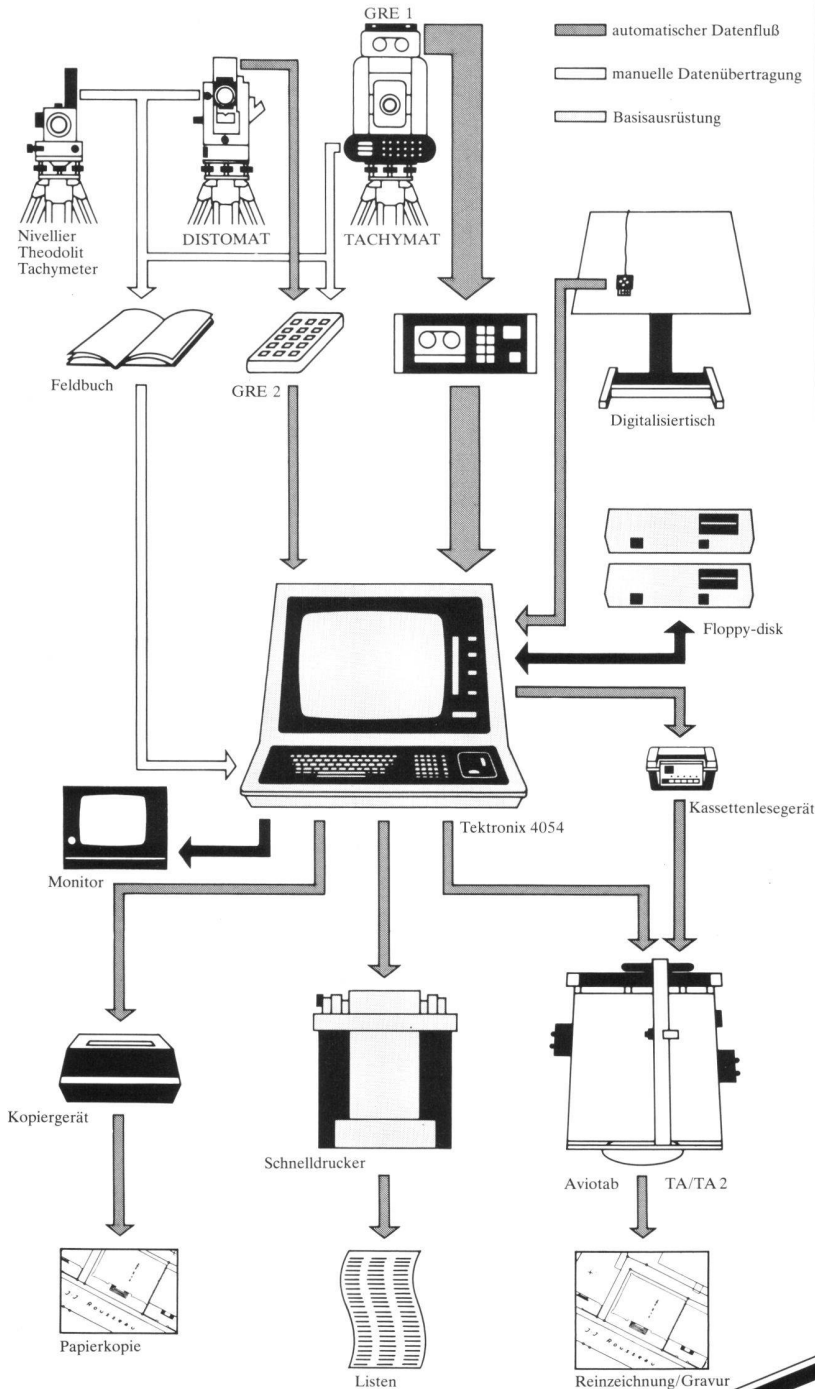 GRE 1
automatischer Datenfluß
manuelle Datenübertragung
Basisausrüstung
Nivellier
Theodolit
Tachymeter
DISTOMAT
TACHYMAT
Feldbuch
GRE 2
Digitalisiertisch
Floppy-disk
Tektronix 4054
Kassettenlesegerät
Monitor
Kopiergerät
Schnelldrucker
Aviotab TA/TA 2
Papierkopie
Listen
Reinzeichnung/Gravur